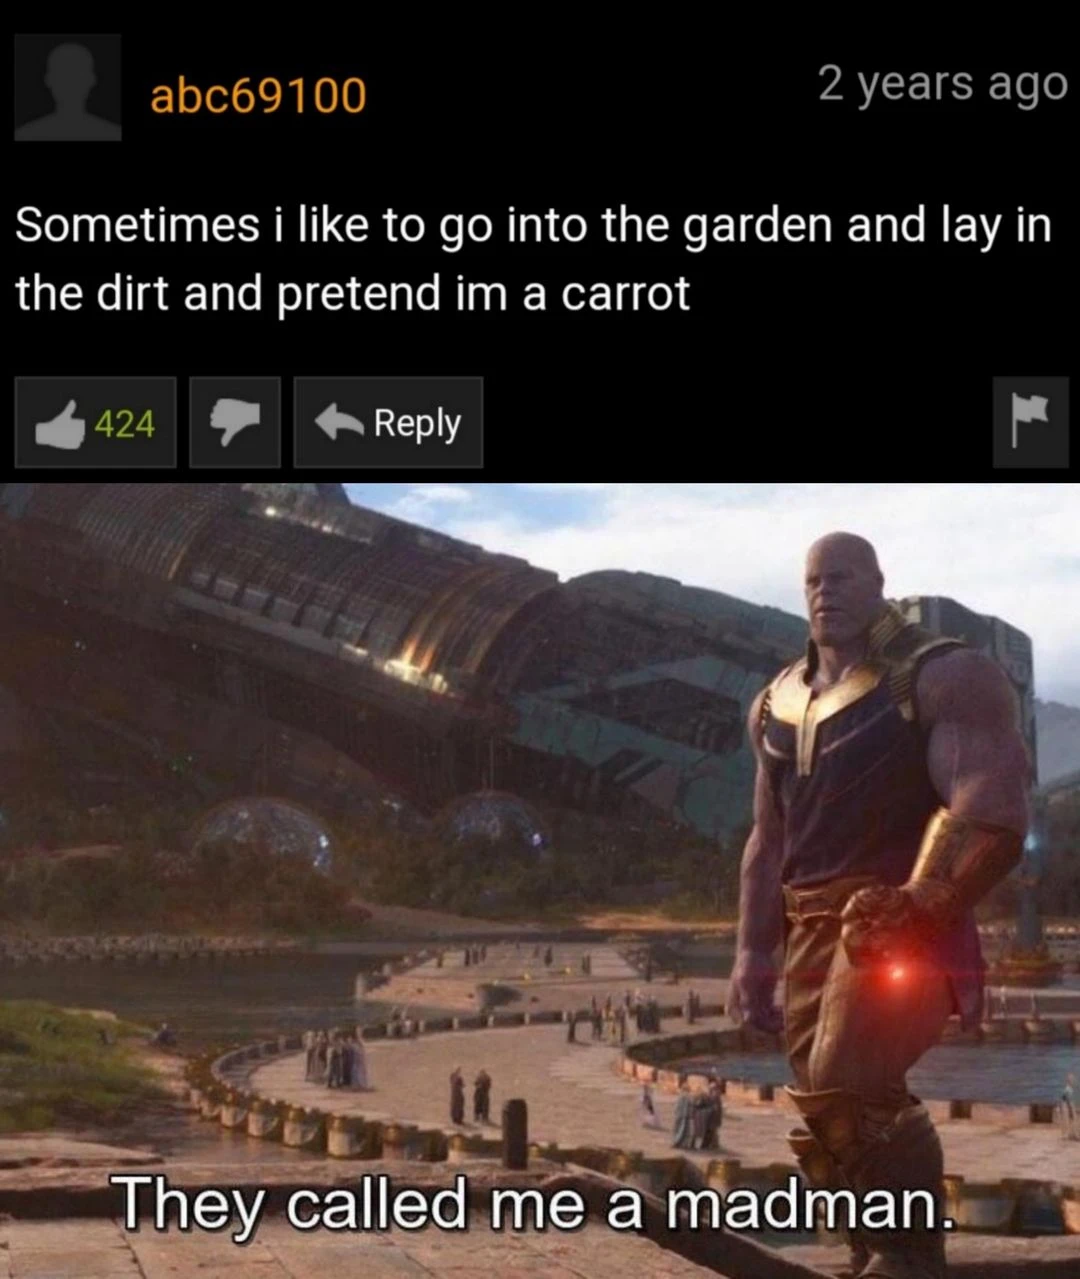 abc69100
2 years ago
Sometimes i like to go into the garden and lay in
the dirt and pretend im a carrot
424
Reply
They called me a madman.